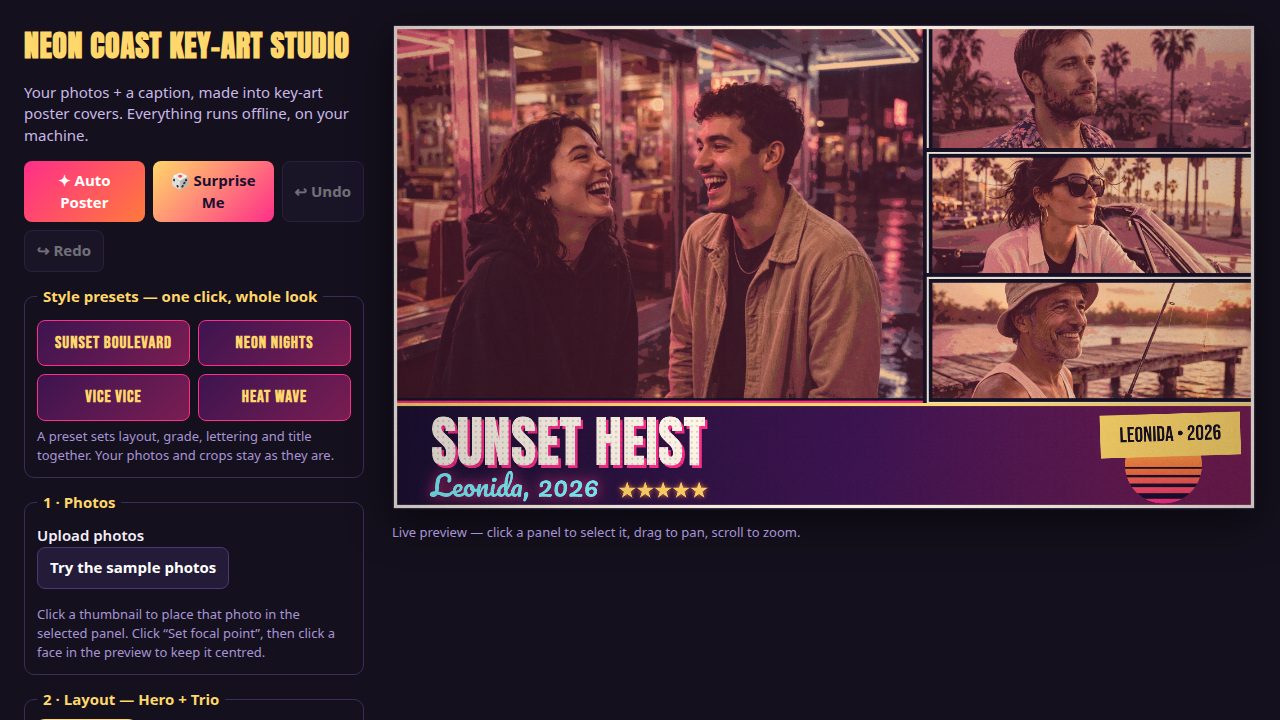 NEON COAST KEY-ART STUDIO
Your photos + a caption, made into key-art
poster covers. Everything runs offline, on your
machine.
✦ Auto
Poster
🎲 Surprise
Me
↩ Undo
↪ Redo
Style presets — one click, whole look
SUNSET BOULEVARD
NEON NIGHTS
VICE VICE
HEAT WAVE
A preset sets layout, grade, lettering and title
together. Your photos and crops stay as they are.
1 · Photos
Upload photos
Try the sample photos
Click a thumbnail to place that photo in the
selected panel. Click “Set focal point”, then click a
face in the preview to keep it centred.
2 · Layout — Hero + Trio
SUNSET HEIST
Leonida, 2026 ★★★★★
LEONIDA • 2026
Live preview — click a panel to select it, drag to pan, scroll to zoom.